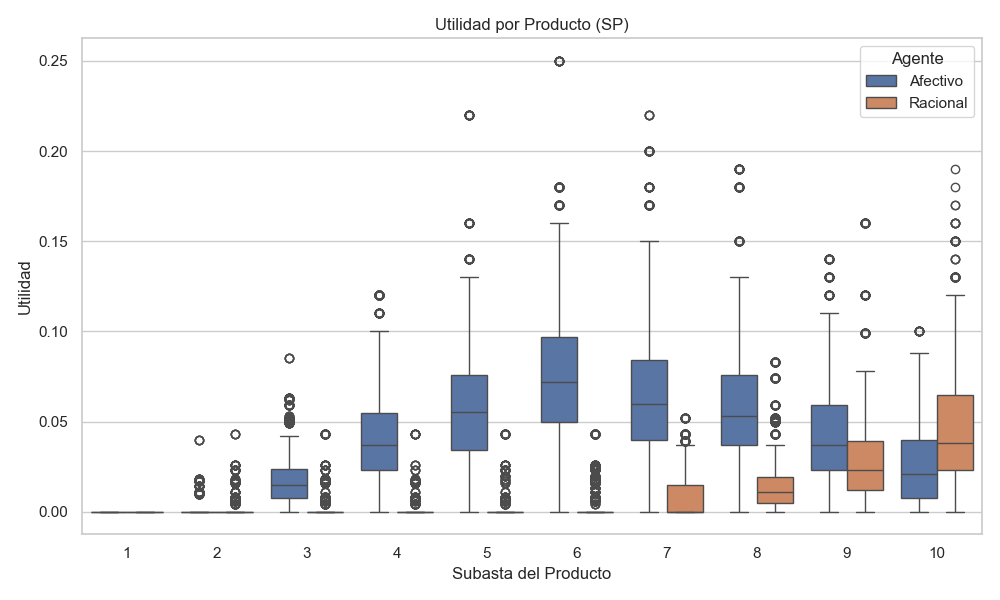 Utilidad por Producto (SP)
Agente
Afectivo
Racional
0.25
0.20
0.15
0.10
0.05
0.00
Utilidad
1 2 3 4 5 6 7 8 9 10
Subasta del Producto